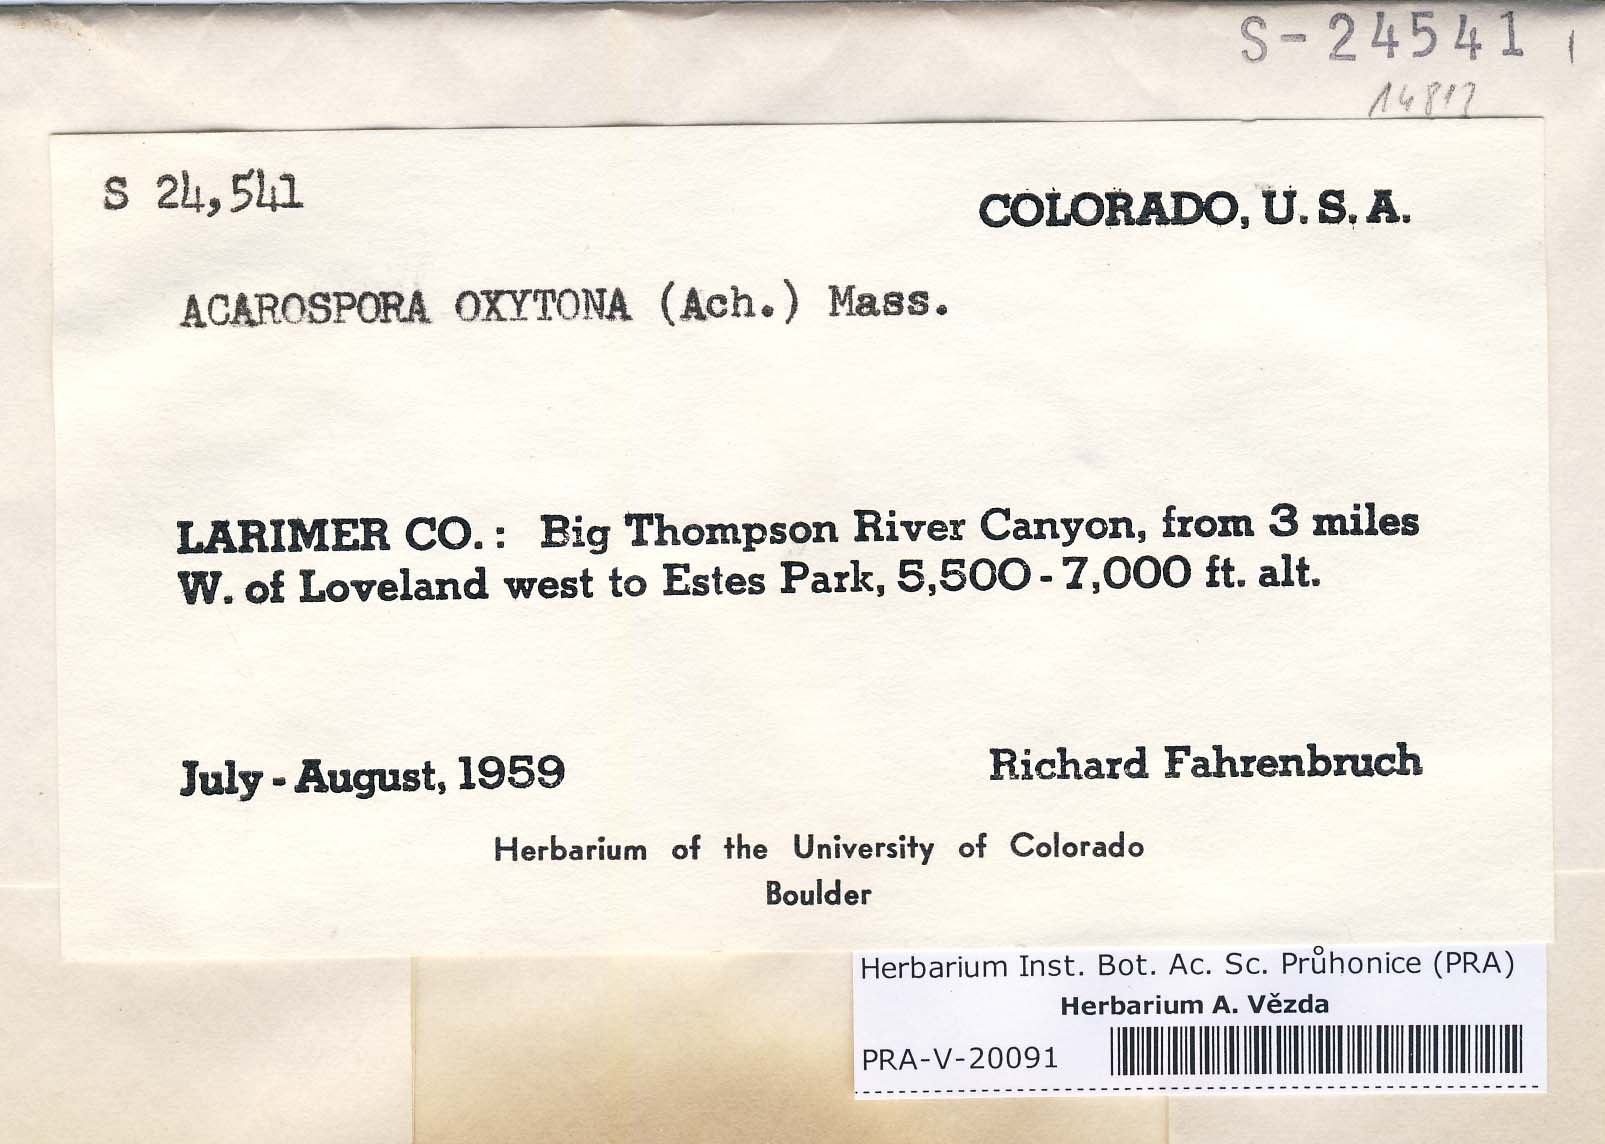 S-24541
S 24,541
COLORADO, U.S.A.
ACAROSPORA OXYTONA (Ach.) Mass.
LARIMER CO.: Big Thompson River Canyon, from 3 miles
W. of Loveland west to Estes Park, 5,500-7,000 ft. alt.
July-August, 1959
Richard Fahrenbruch
Herbarium of the University of Colorado
Boulder
Herbarium Inst. Bot. Ac. Sc. Průhonice (PRA)
Herbarium A. Vězda
PRA-V-20091